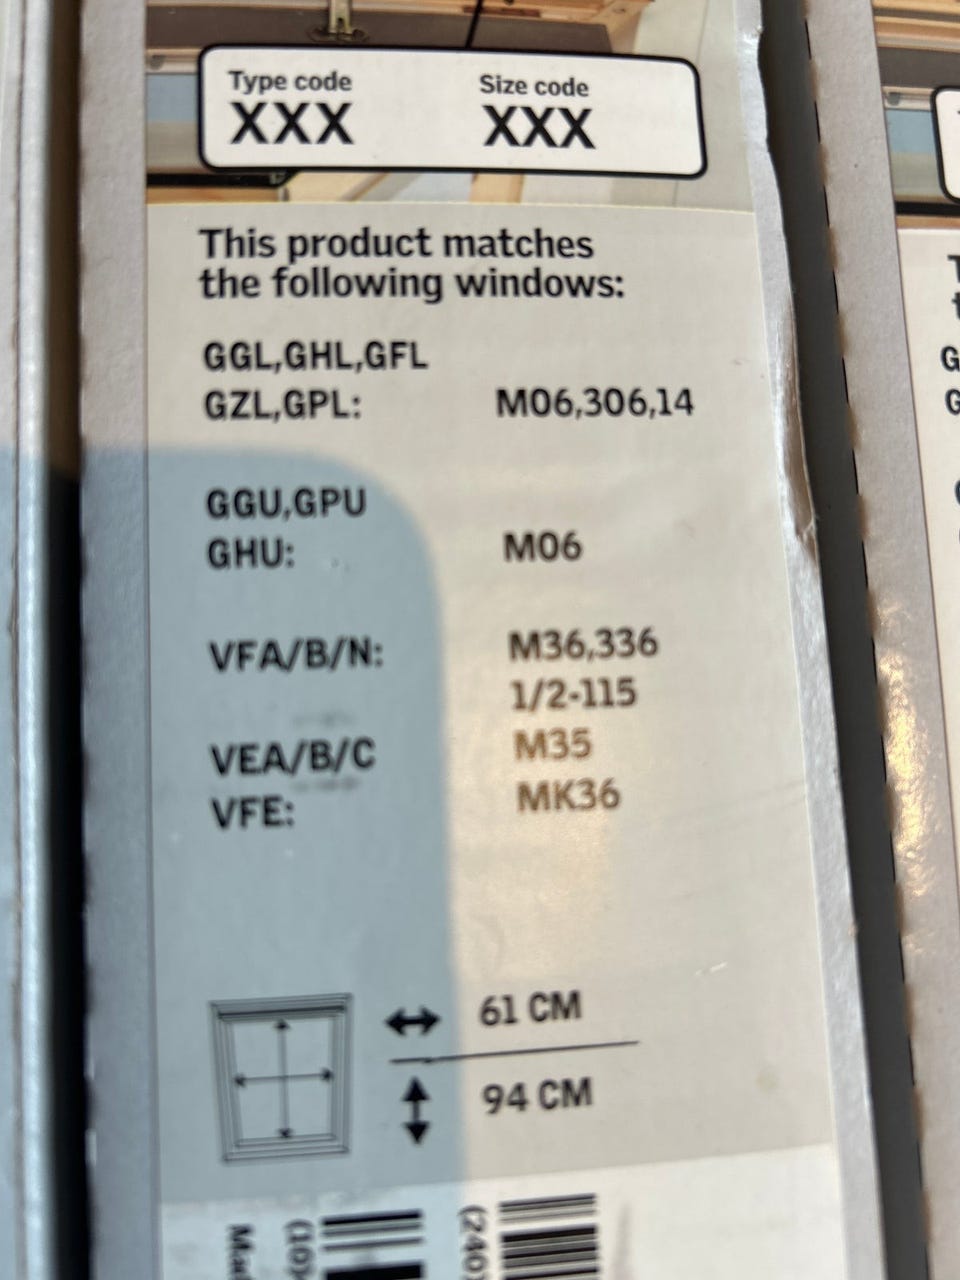 Type code Size code
XXX XXX
This product matches
the following windows:
GGL,GHL,GFL
GZL,GPL: M06,306,14
GGU,GPU
GHU: M06
VFA/B/N: M36,336
1/2-115
VEA/B/C M35
VFE: MK36
61 CM
94 CM
(10)
(240)